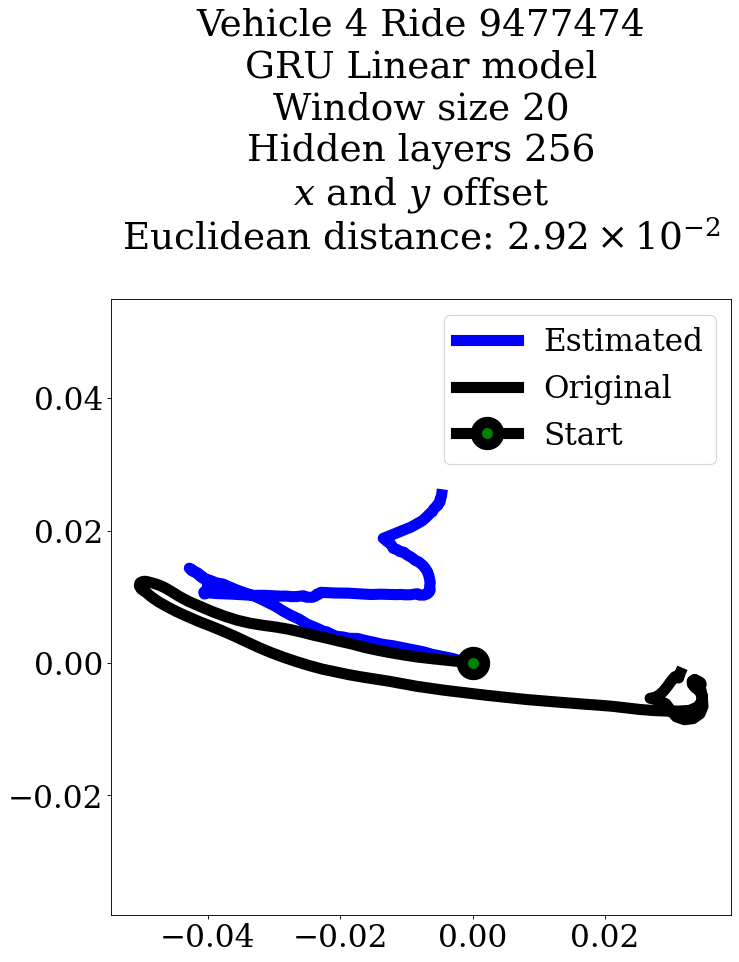 Vehicle 4 Ride 9477474
GRU Linear model
Window size 20
Hidden layers 256
x and y offset
Euclidean distance: 2.92 × 10⁻²
Estimated
Original
Start
0.04
0.02
0.00
−0.02
−0.04
−0.02
0.00
0.02